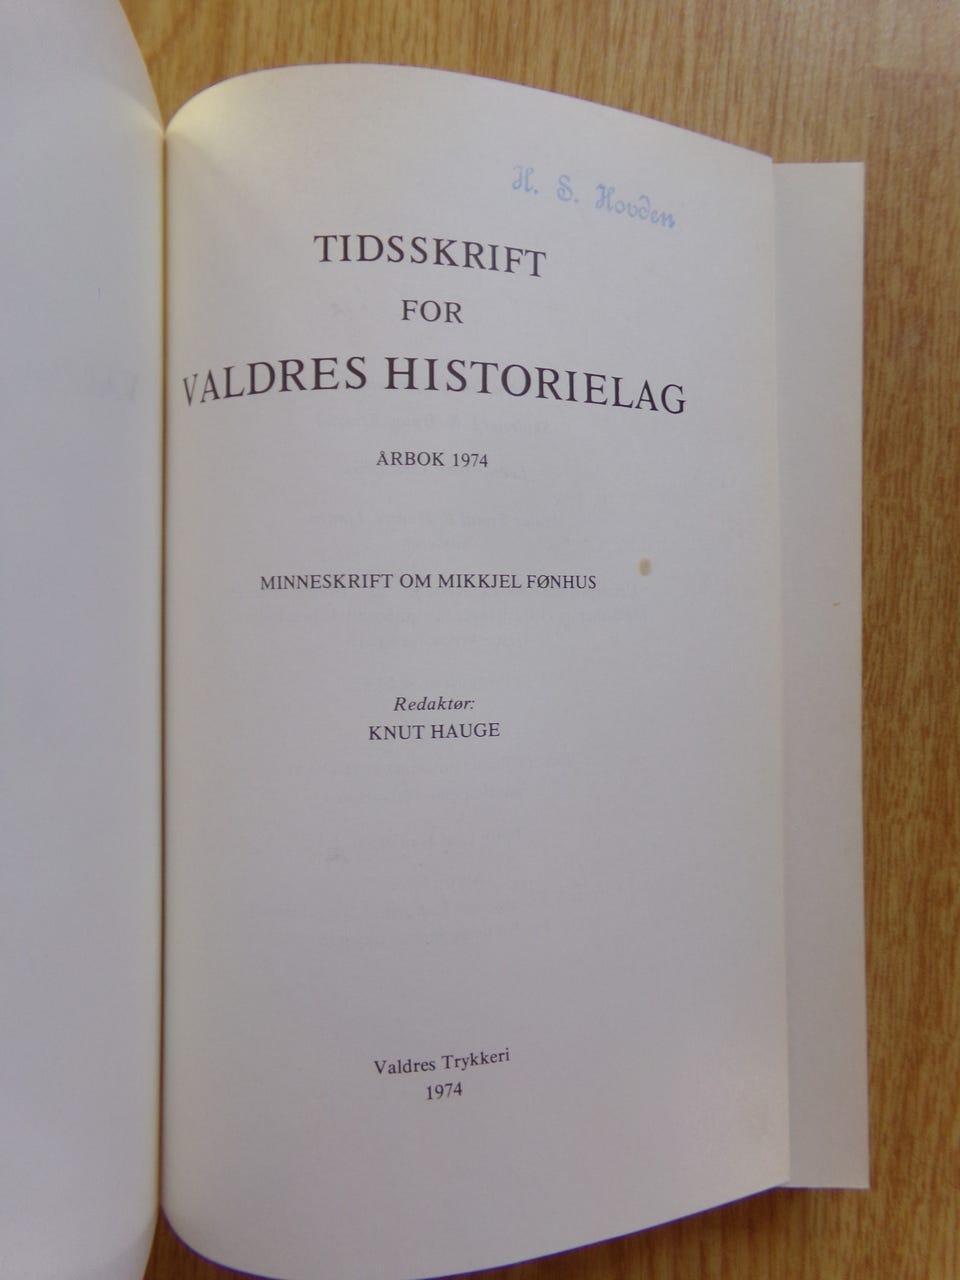 H. S. Hovden
TIDSSKRIFT
FOR
VALDRES HISTORIELAG
ÅRBOK 1974
MINNESKRIFT OM MIKKJEL FØNHUS
Redaktør:
KNUT HAUGE
Valdres Trykkeri
1974